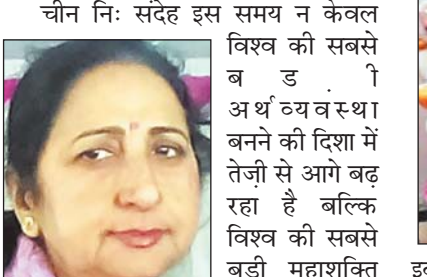 चीन निः संदेह इस समय न केवल
विश्व की सबसे
ब ड ़ ी
अर्थव्यवस्था
बनने की दिशा में
तेज़ी से आगे बढ़
रहा है बल्कि
विश्व की सबसे
बड़ी महाशक्ति